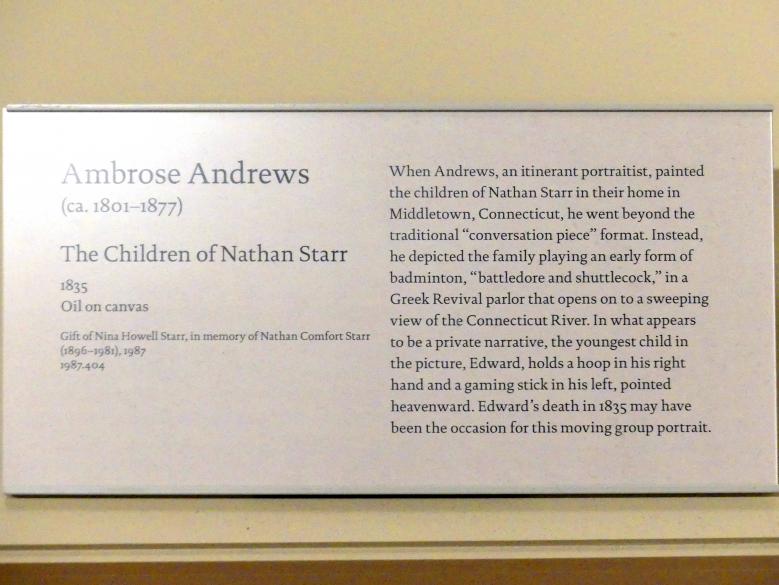 Ambrose Andrews
(ca. 1801–1877)
The Children of Nathan Starr
1835
Oil on canvas
Gift of Nina Howell Starr, in memory of Nathan Comfort Starr
(1896–1981), 1987
1987.404
When Andrews, an itinerant portraitist, painted
the children of Nathan Starr in their home in
Middletown, Connecticut, he went beyond the
traditional “conversation piece” format. Instead,
he depicted the family playing an early form of
badminton, “battledore and shuttlecock,” in a
Greek Revival parlor that opens on to a sweeping
view of the Connecticut River. In what appears
to be a private narrative, the youngest child in
the picture, Edward, holds a hoop in his right
hand and a gaming stick in his left, pointed
heavenward. Edward’s death in 1835 may have
been the occasion for this moving group portrait.